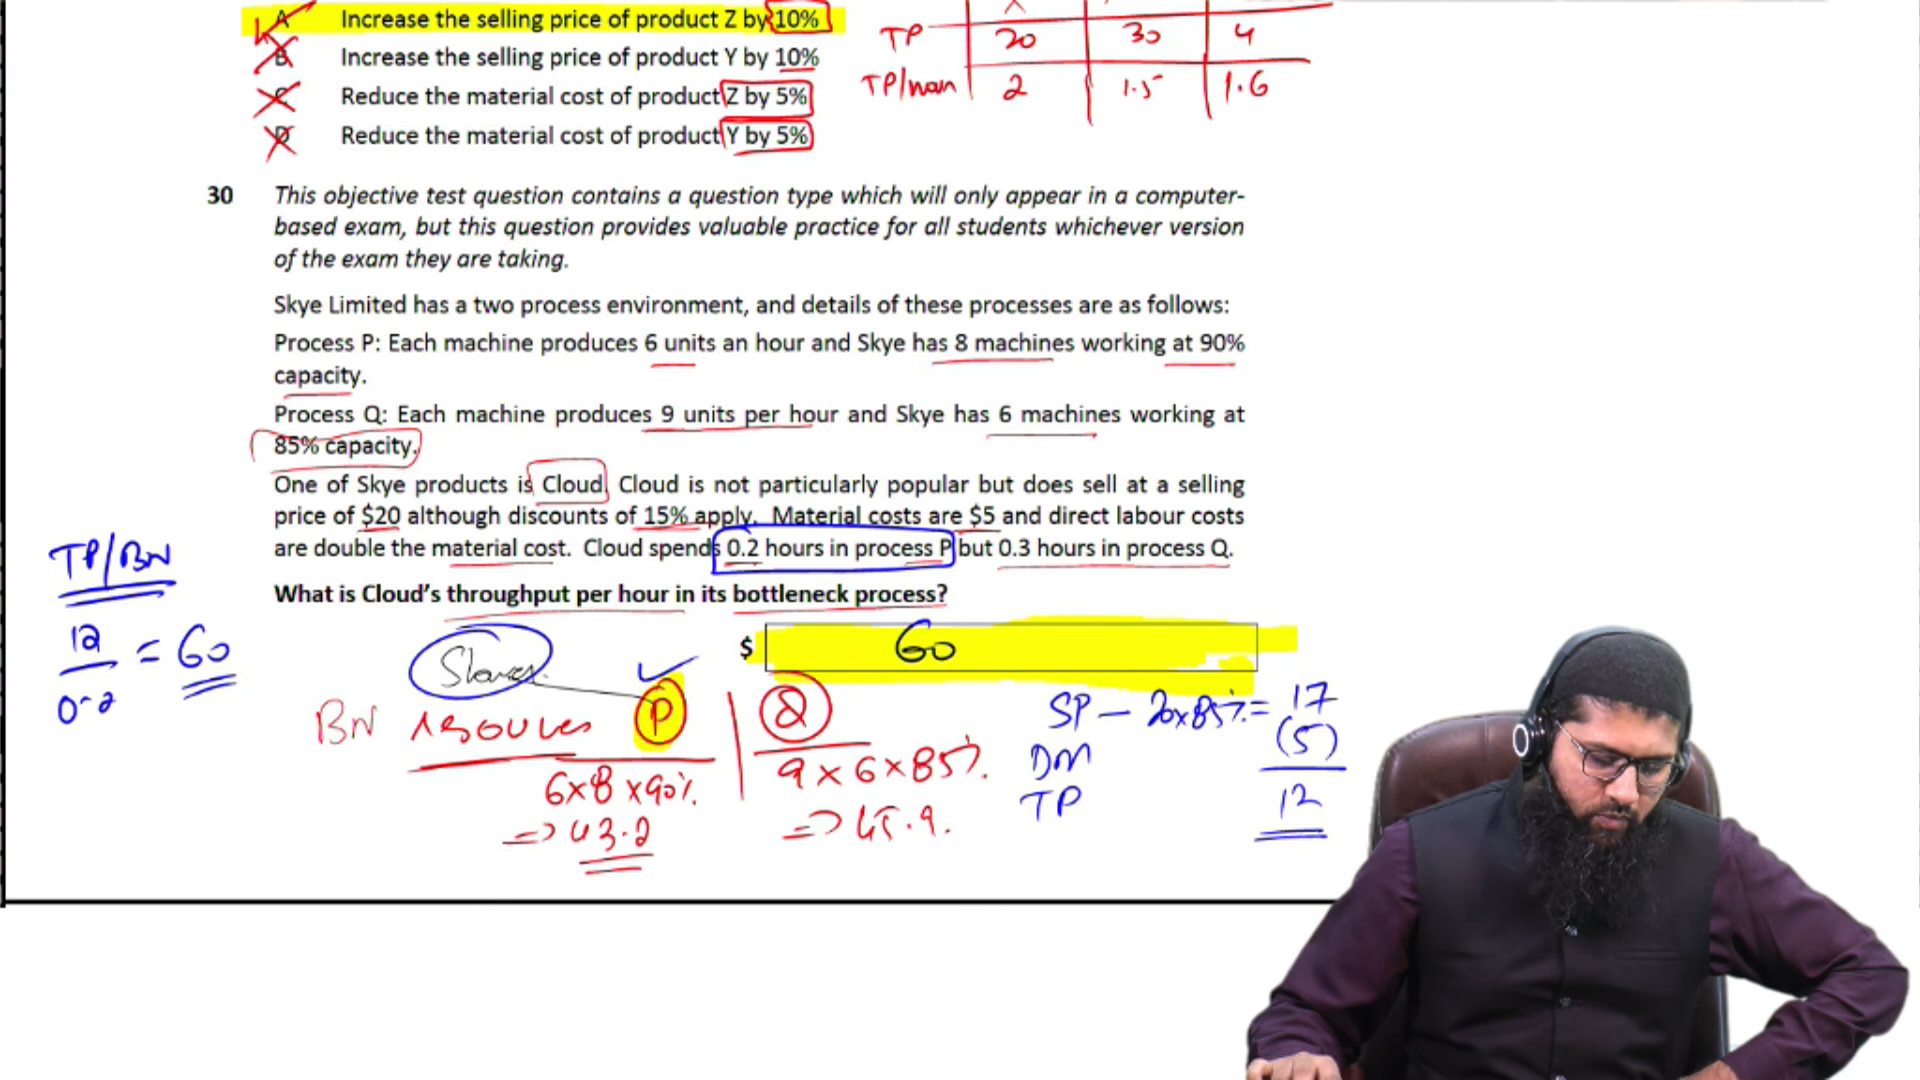 A Increase the selling price of product Z by 10%
B Increase the selling price of product Y by 10%
C Reduce the material cost of product Z by 5%
D Reduce the material cost of product Y by 5%
TP 20 30 4
TP/man 2 1.5 1.6
30 This objective test question contains a question type which will only appear in a computer-
based exam, but this question provides valuable practice for all students whichever version
of the exam they are taking.
Skye Limited has a two process environment, and details of these processes are as follows:
Process P: Each machine produces 6 units an hour and Skye has 8 machines working at 90%
capacity.
Process Q: Each machine produces 9 units per hour and Skye has 6 machines working at
85% capacity.
One of Skye products is Cloud. Cloud is not particularly popular but does sell at a selling
price of $20 although discounts of 15% apply. Material costs are $5 and direct labour costs
are double the material cost. Cloud spends 0.2 hours in process P but 0.3 hours in process Q.
What is Cloud's throughput per hour in its bottleneck process?
$ 60
TP/BN
12
= 60
0.2
BN resources P Q
6x8x90%
=> 43.2
9x6x85%
=> 45.9.
SP - 20x85% = 17
DM (5)
TP 12